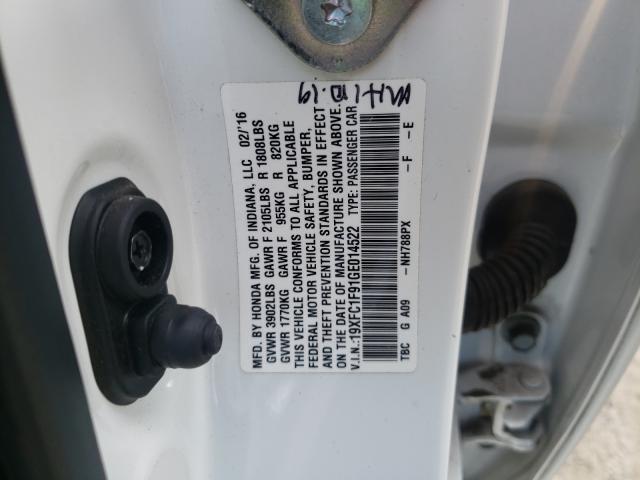 MFD. BY HONDA MFG. OF INDIANA, LLC 02/'16
GVWR 3902LBS GAWR F 2105LBS R 1808LBS
GVWR 1770KG GAWR F 955KG R 820KG
THIS VEHICLE CONFORMS TO ALL APPLICABLE
FEDERAL MOTOR VEHICLE SAFETY, BUMPER,
AND THEFT PREVENTION STANDARDS IN EFFECT
ON THE DATE OF MANUFACTURE SHOWN ABOVE.
V.I.N.:19XFC1F91GE014522 TYPE: PASSENGER CAR
TBC G A09 —NH788PX —F —E